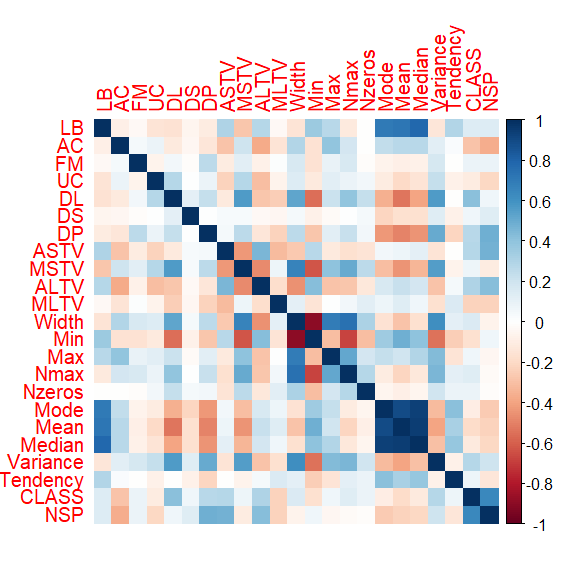 LB AC FM UC DL DS DP ASTV MSTV ALTV MLTV Width Min Max Nmax Nzeros Mode Mean Median Variance Tendency CLASS NSP
LB
AC
FM
UC
DL
DS
DP
ASTV
MSTV
ALTV
MLTV
Width
Min
Max
Nmax
Nzeros
Mode
Mean
Median
Variance
Tendency
CLASS
NSP
1
0.8
0.6
0.4
0.2
0
-0.2
-0.4
-0.6
-0.8
-1